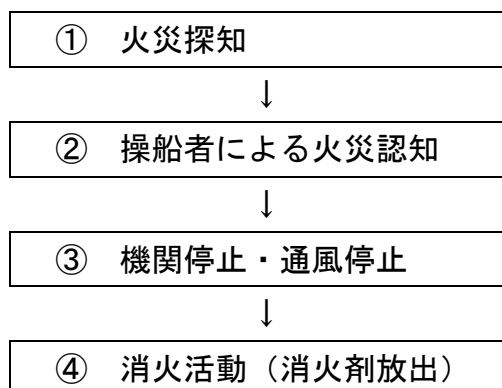 ① 火災探知
↓
② 操船者による火災認知
↓
③ 機関停止・通風停止
↓
④ 消火活動（消火剤放出）